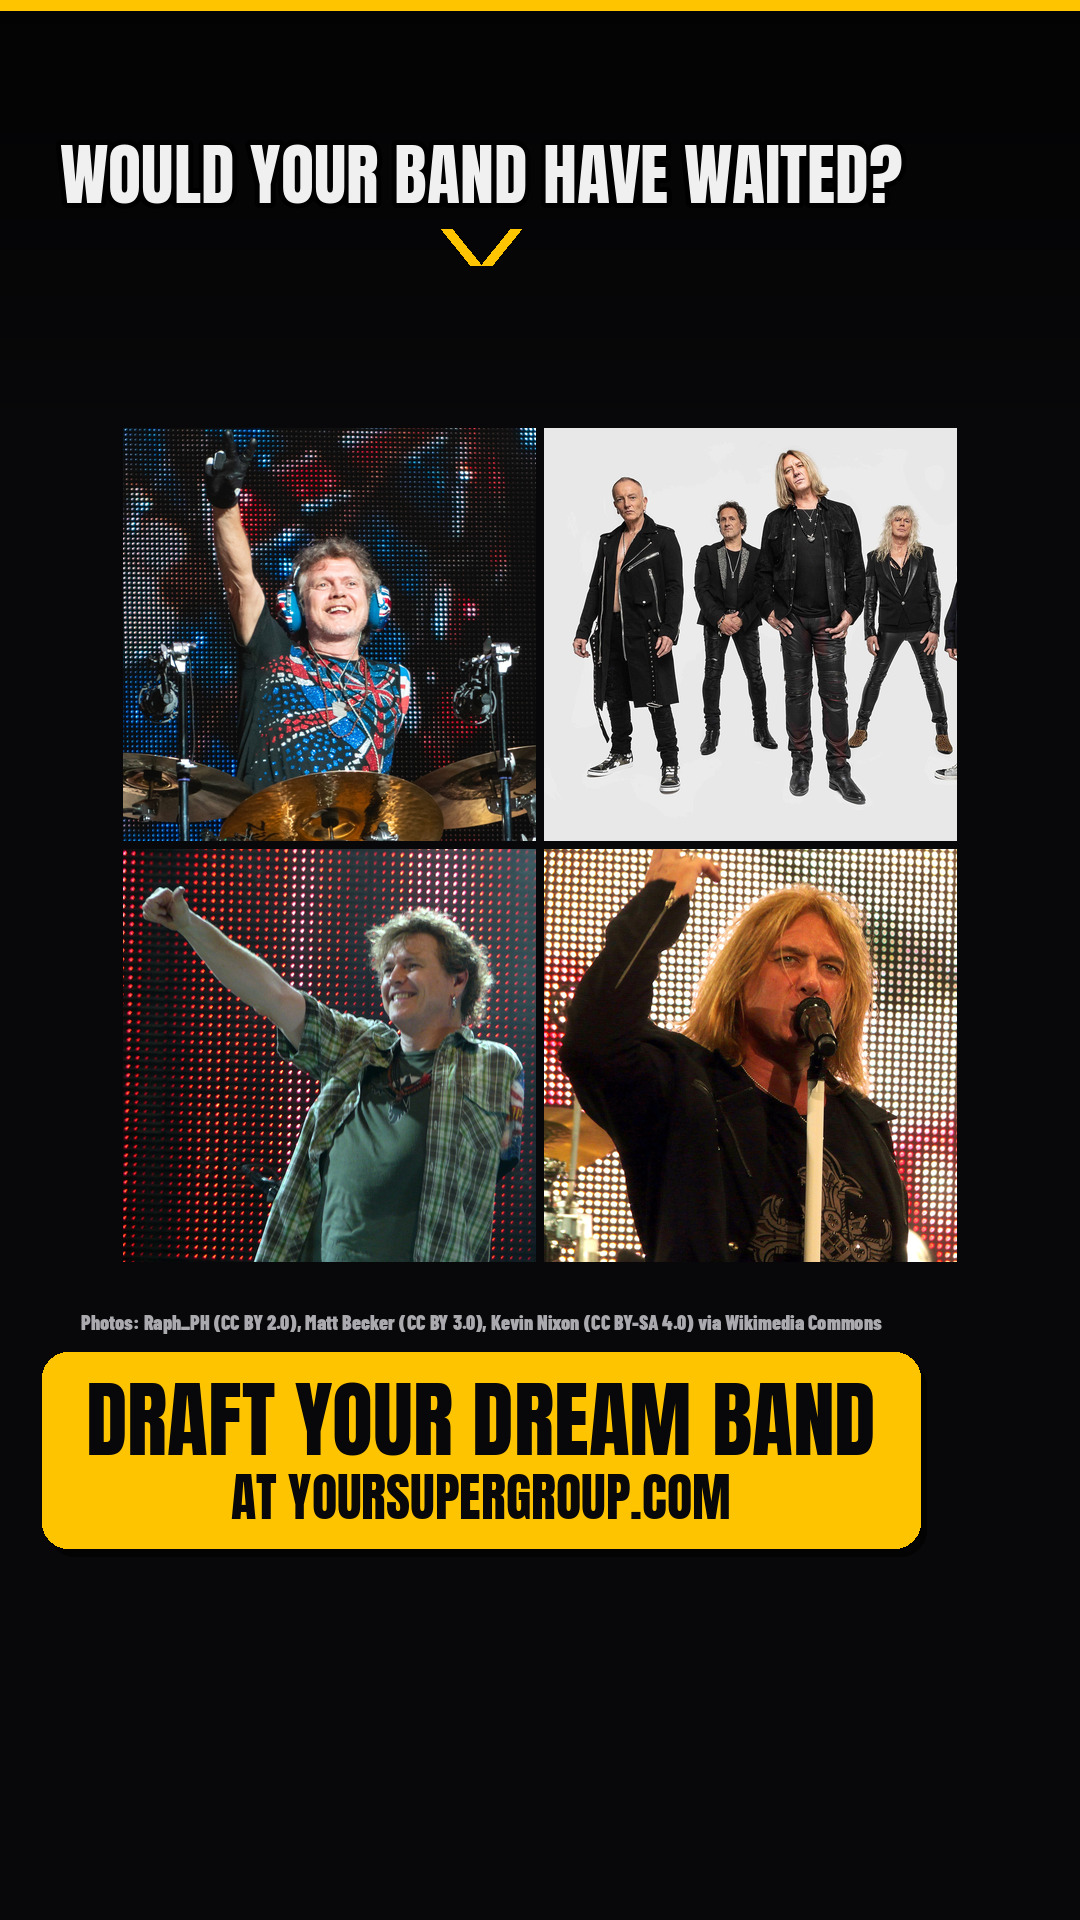 WOULD YOUR BAND HAVE WAITED?
Photos: Raph_PH (CC BY 2.0), Matt Becker (CC BY 3.0), Kevin Nixon (CC BY-SA 4.0) via Wikimedia Commons
DRAFT YOUR DREAM BAND
AT YOURSUPERGROUP.COM